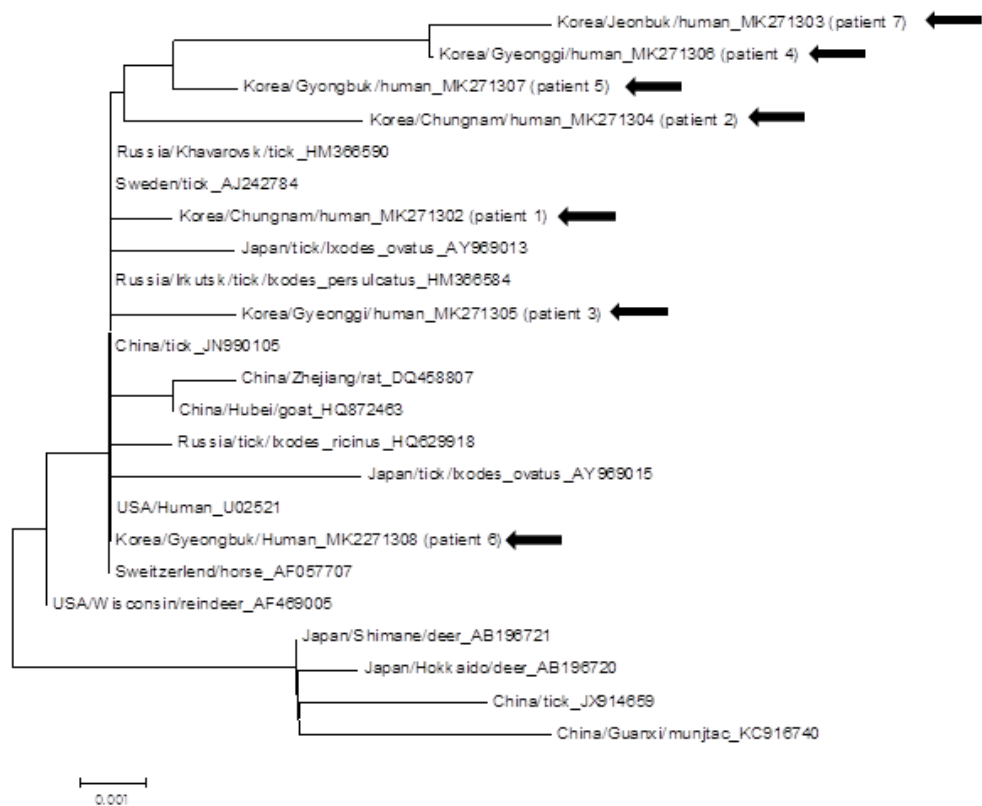 Korea/Jeonbuk/human_MK271303 (patient 7)
Korea/Gyeonggi/human_MK271306 (patient 4)
Korea/Gyongbuk/human_MK271307 (patient 5)
Korea/Chungnam/human_MK271304 (patient 2)
Russia/Khavarovsk/tick_HM366590
Sweden/tick_AJ242784
Korea/Chungnam/human_MK271302 (patient 1)
Japan/tick/Ixodes_ovatus_AY969013
Russia/Irkutsk/tick/Ixodes_persulcatus_HM366584
Korea/Gyeonggi/human_MK271305 (patient 3)
China/tick_JN990105
China/Zhejiang/rat_DQ458807
China/Hubei/goat_HQ872463
Russia/tick/Ixodes_ricinus_HQ629918
Japan/tick/Ixodes_ovatus_AY969015
USA/Human_U02521
Korea/Gyeongbuk/Human_MK2271308 (patient 6)
Sweitzerlend/horse_AF057707
USA/Wisconsin/reindeer_AF469005
Japan/Shimane/deer_AB196721
Japan/Hokkaido/deer_AB196720
China/tick_JX914659
China/Guanxi/munjtac_KC916740
0.001